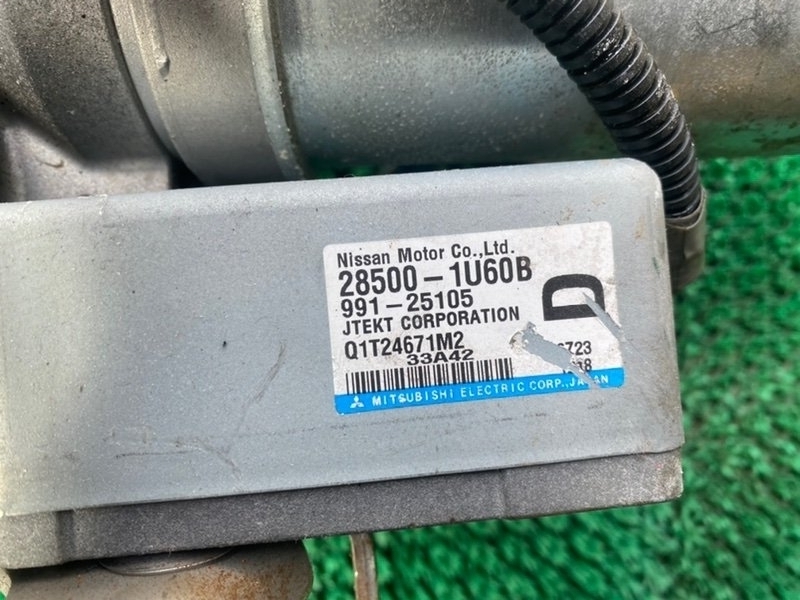 Nissan Motor Co.,Ltd.
28500-1U60B
991-25105
D
JTEKT CORPORATION
Q1T24671M2
33A42
MITSUBISHI ELECTRIC CORP., JAPAN